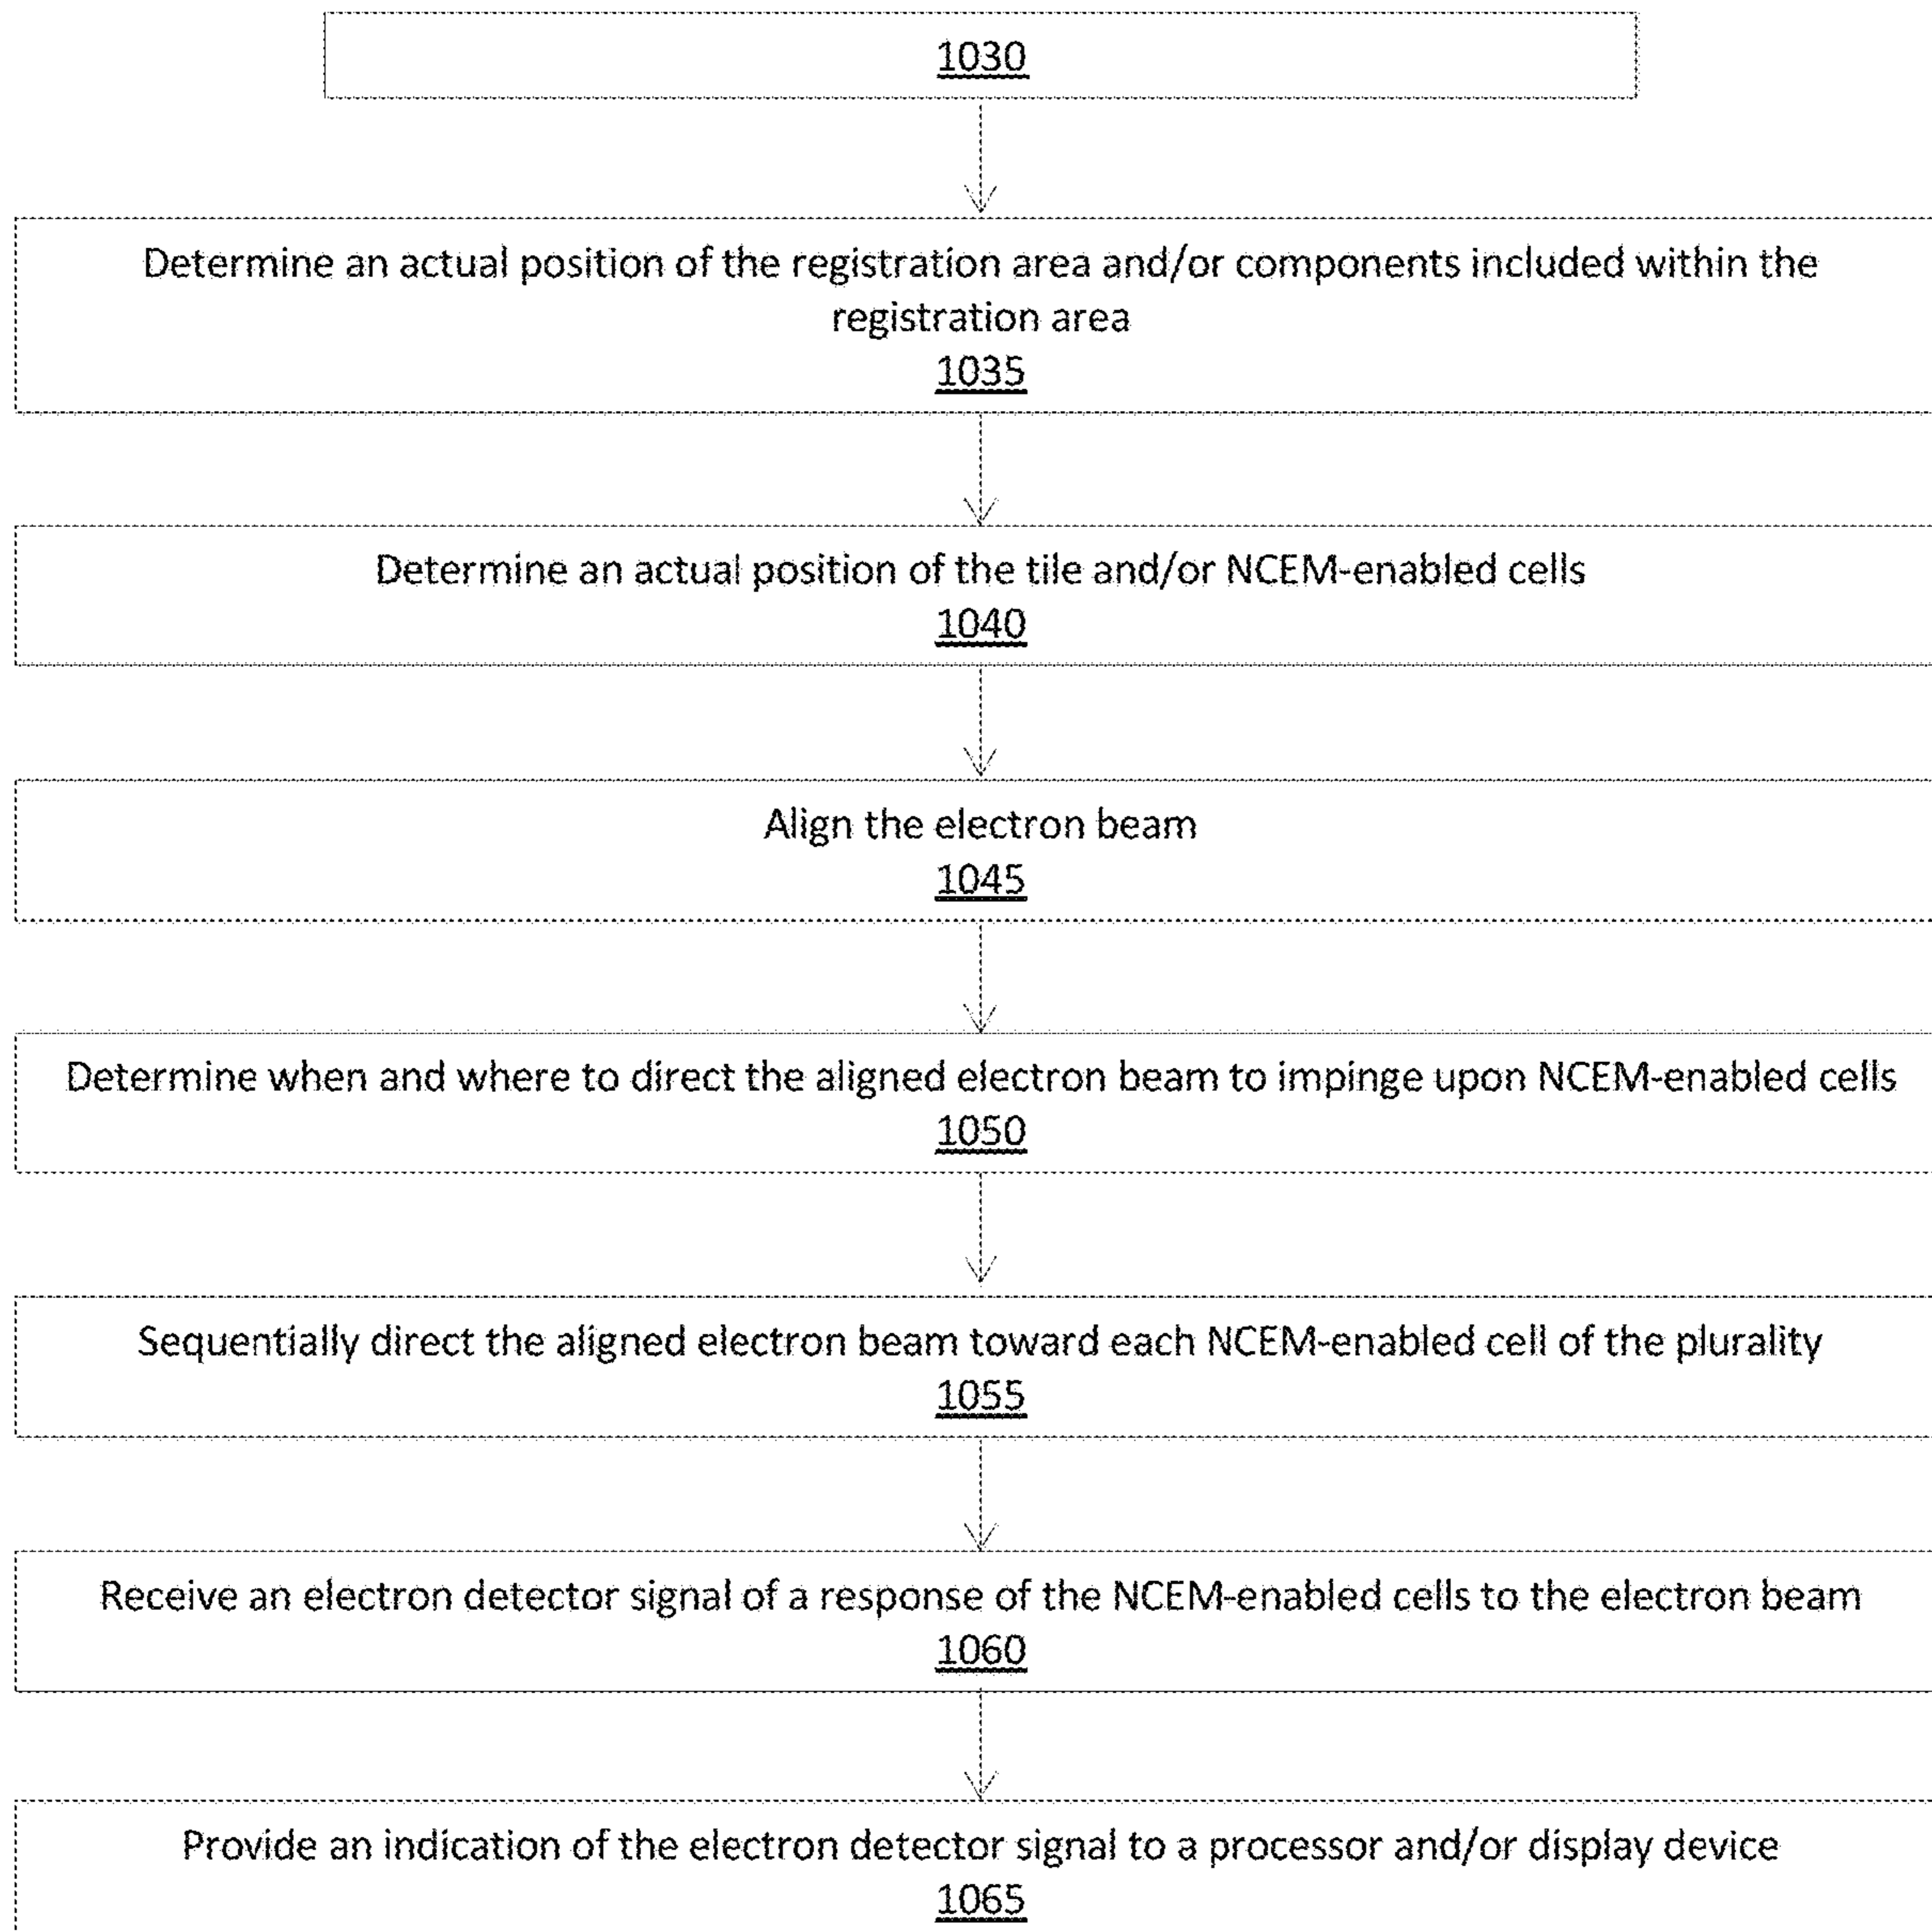 1030
Determine an actual position of the registration area and/or components included within the
registration area
1035
Determine an actual position of the tile and/or NCEM-enabled cells
1040
Align the electron beam
1045
Determine when and where to direct the aligned electron beam to impinge upon NCEM-enabled cells
1050
Sequentially direct the aligned electron beam toward each NCEM-enabled cell of the plurality
1055
Receive an electron detector signal of a response of the NCEM-enabled cells to the electron beam
1060
Provide an indication of the electron detector signal to a processor and/or display device
1065